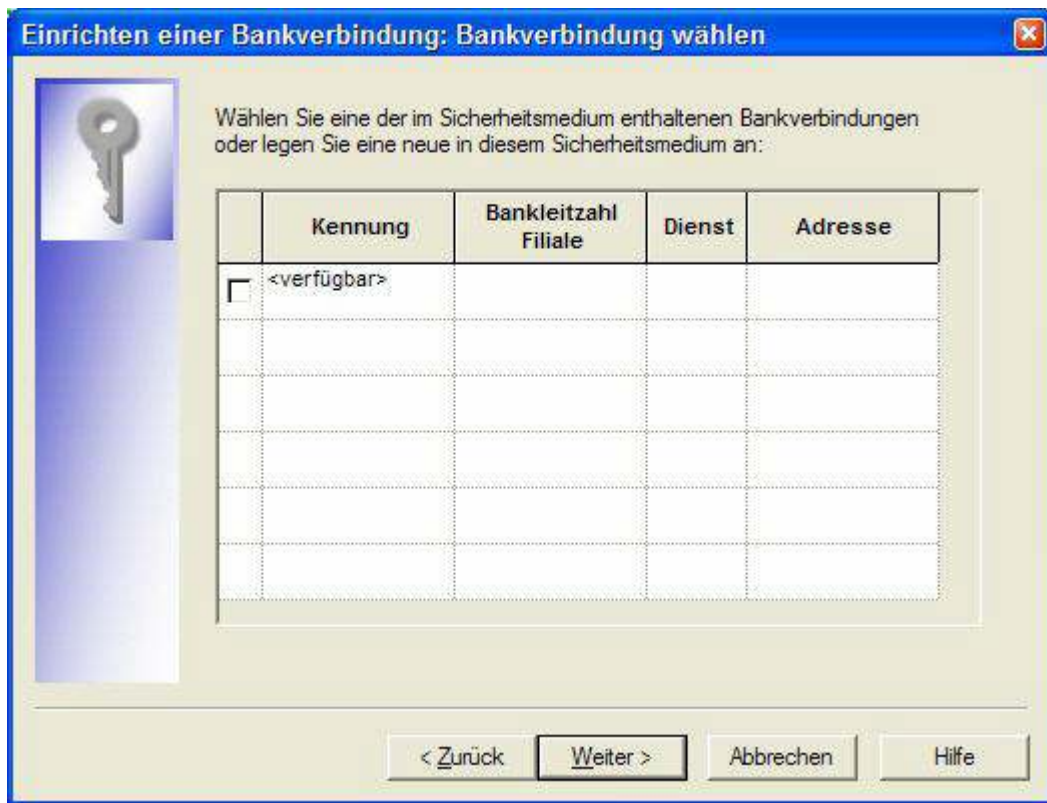 Einrichten einer Bankverbindung: Bankverbindung wählen
Wählen Sie eine der im Sicherheitsmedium enthaltenen Bankverbindungen
oder legen Sie eine neue in diesem Sicherheitsmedium an:
Kennung Bankleitzahl Filiale Dienst Adresse
<verfügbar>
< Zurück Weiter > Abbrechen Hilfe